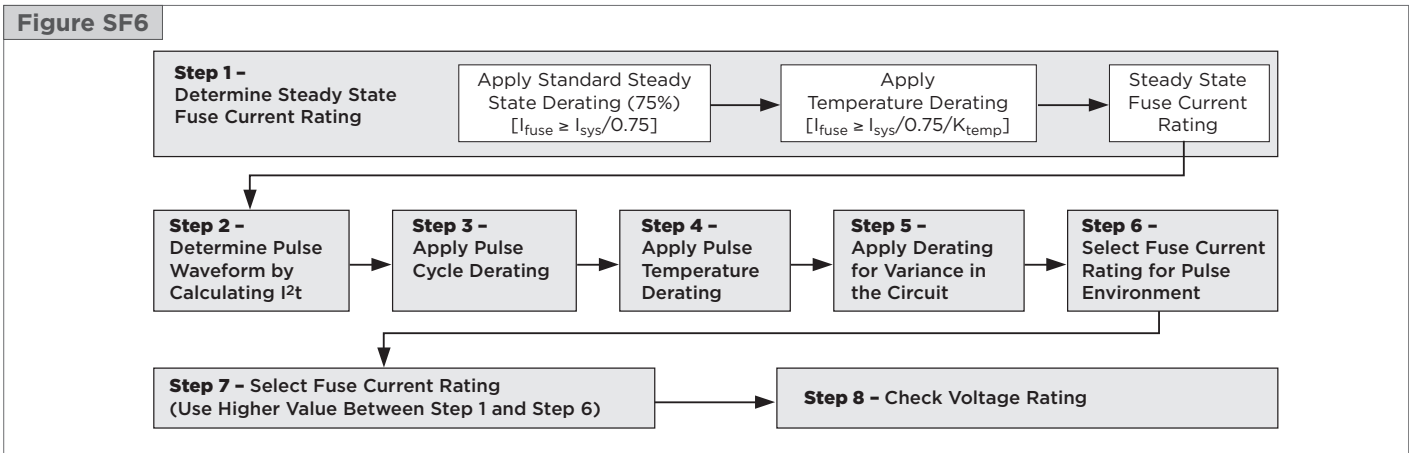 Figure SF6
Step 1 –
Determine Steady State
Fuse Current Rating
Apply Standard Steady
State Derating (75%)
[Ifuse ≥ Isys/0.75]
Apply
Temperature Derating
[Ifuse ≥ Isys/0.75/Ktemp]
Steady State
Fuse Current
Rating
Step 2 –
Determine Pulse
Waveform by
Calculating I²t
Step 3 –
Apply Pulse
Cycle Derating
Step 4 –
Apply Pulse
Temperature
Derating
Step 5 –
Apply Derating
for Variance in
the Circuit
Step 6 –
Select Fuse Current
Rating for Pulse
Environment
Step 7 – Select Fuse Current Rating
(Use Higher Value Between Step 1 and Step 6)
Step 8 – Check Voltage Rating